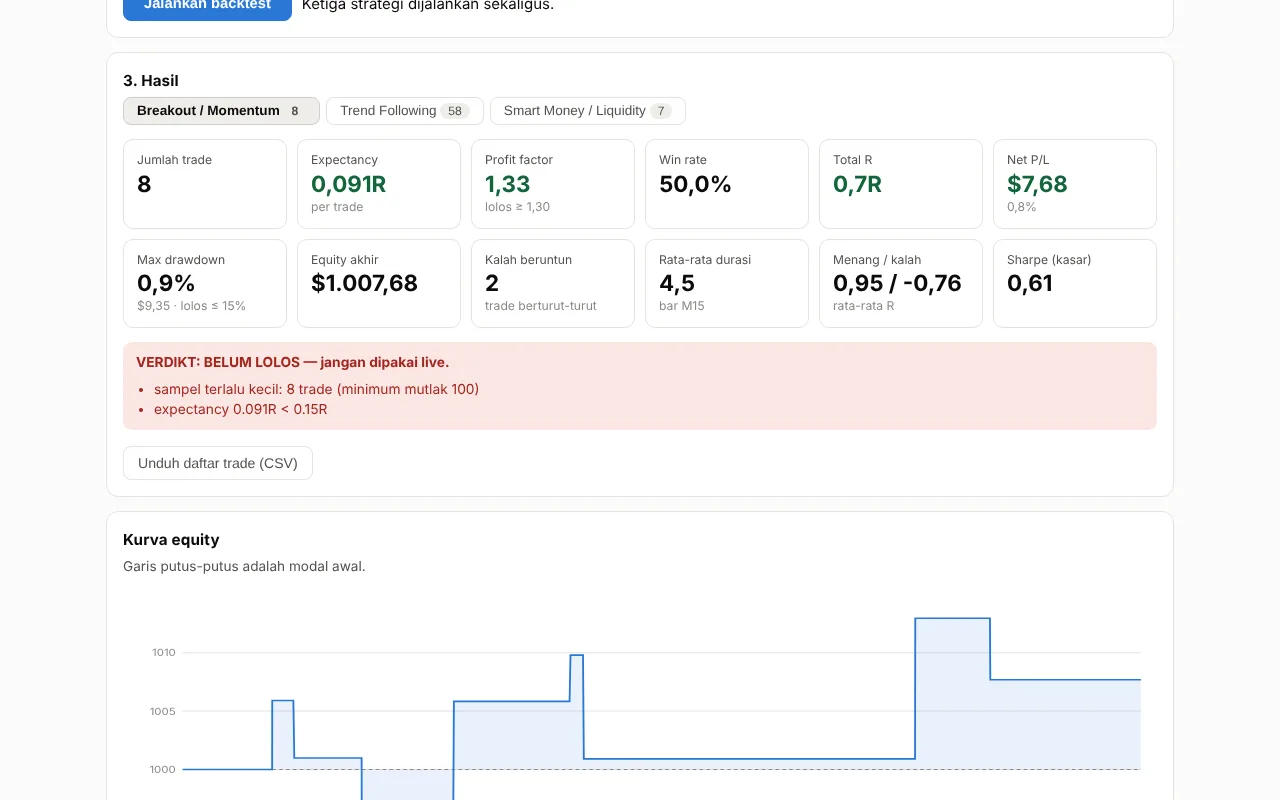 Jalankan backtest Ketiga strategi dijalankan sekaligus.
3. Hasil
Breakout / Momentum 8 Trend Following 58 Smart Money / Liquidity 7
Jumlah trade Expectancy Profit factor Win rate Total R Net P/L
8 0,091R 1,33 50,0% 0,7R $7,68
per trade lolos ≥ 1,30 0,8%
Max drawdown Equity akhir Kalah beruntun Rata-rata durasi Menang / kalah Sharpe (kasar)
0,9% $1.007,68 2 4,5 0,95 / -0,76 0,61
$9,35 · lolos ≤ 15% trade berturut-turut bar M15 rata-rata R
VERDIKT: BELUM LOLOS — jangan dipakai live.
• sampel terlalu kecil: 8 trade (minimum mutlak 100)
• expectancy 0.091R < 0.15R
Unduh daftar trade (CSV)
Kurva equity
Garis putus-putus adalah modal awal.
1010
1005
1000